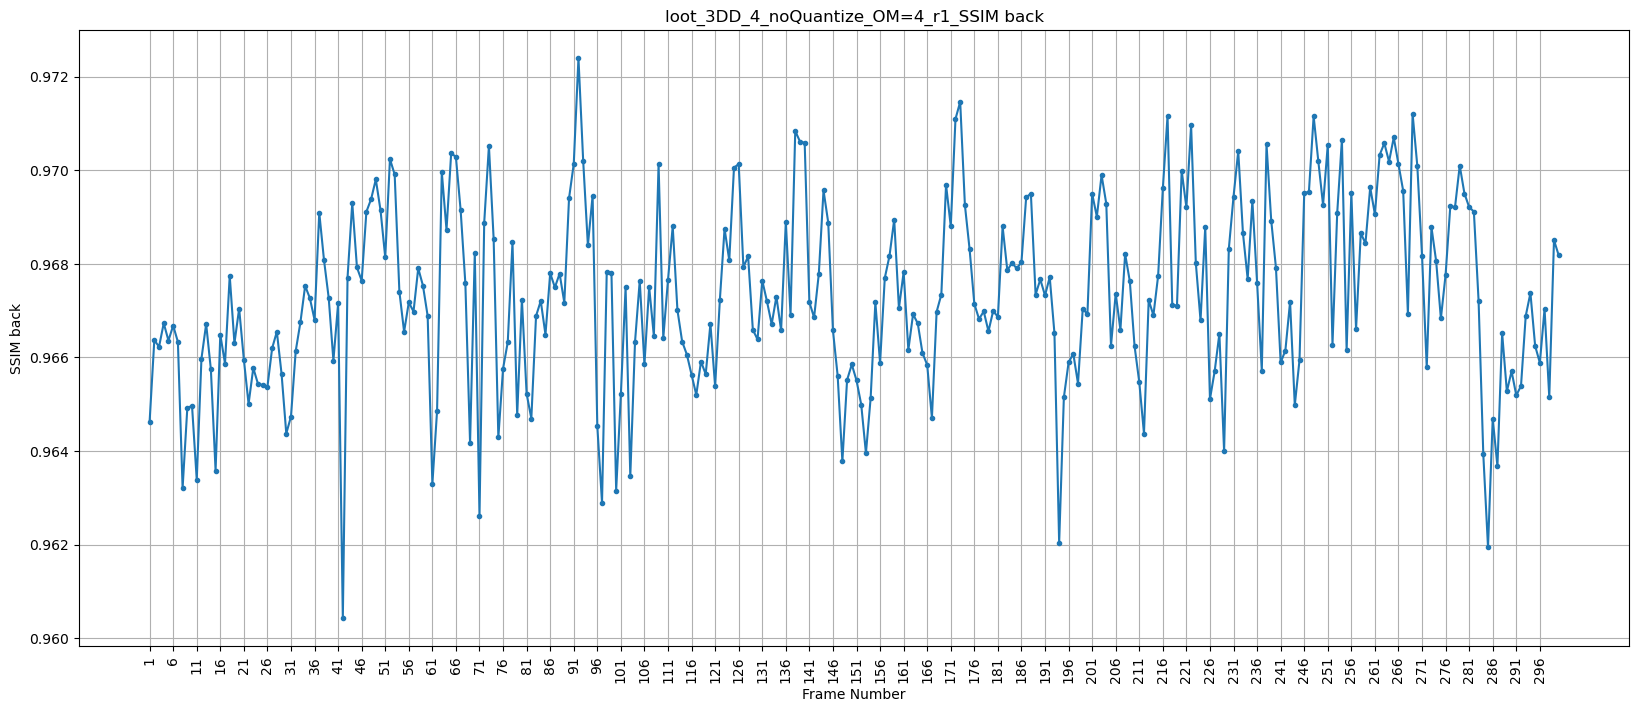 loot_3DD_4_noQuantize_OM=4_r1_SSIM back
SSIM back
0.972
0.970
0.968
0.966
0.964
0.962
0.960
1 6 11 16 21 26 31 36 41 46 51 56 61 66 71 76 81 86 91 96 101 106 111 116 121 126 131 136 141 146 151 156 161 166 171 176 181 186 191 196 201 206 211 216 221 226 231 236 241 246 251 256 261 266 271 276 281 286 291 296
Frame Number